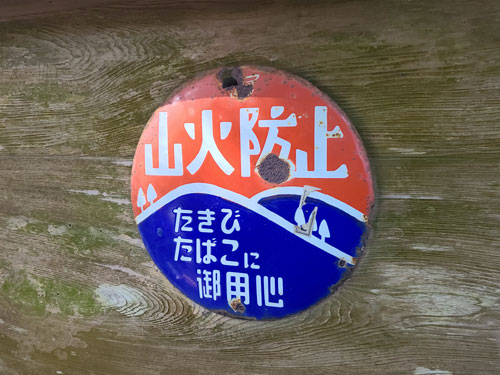 山火防止
たきび
たばこに
御用心